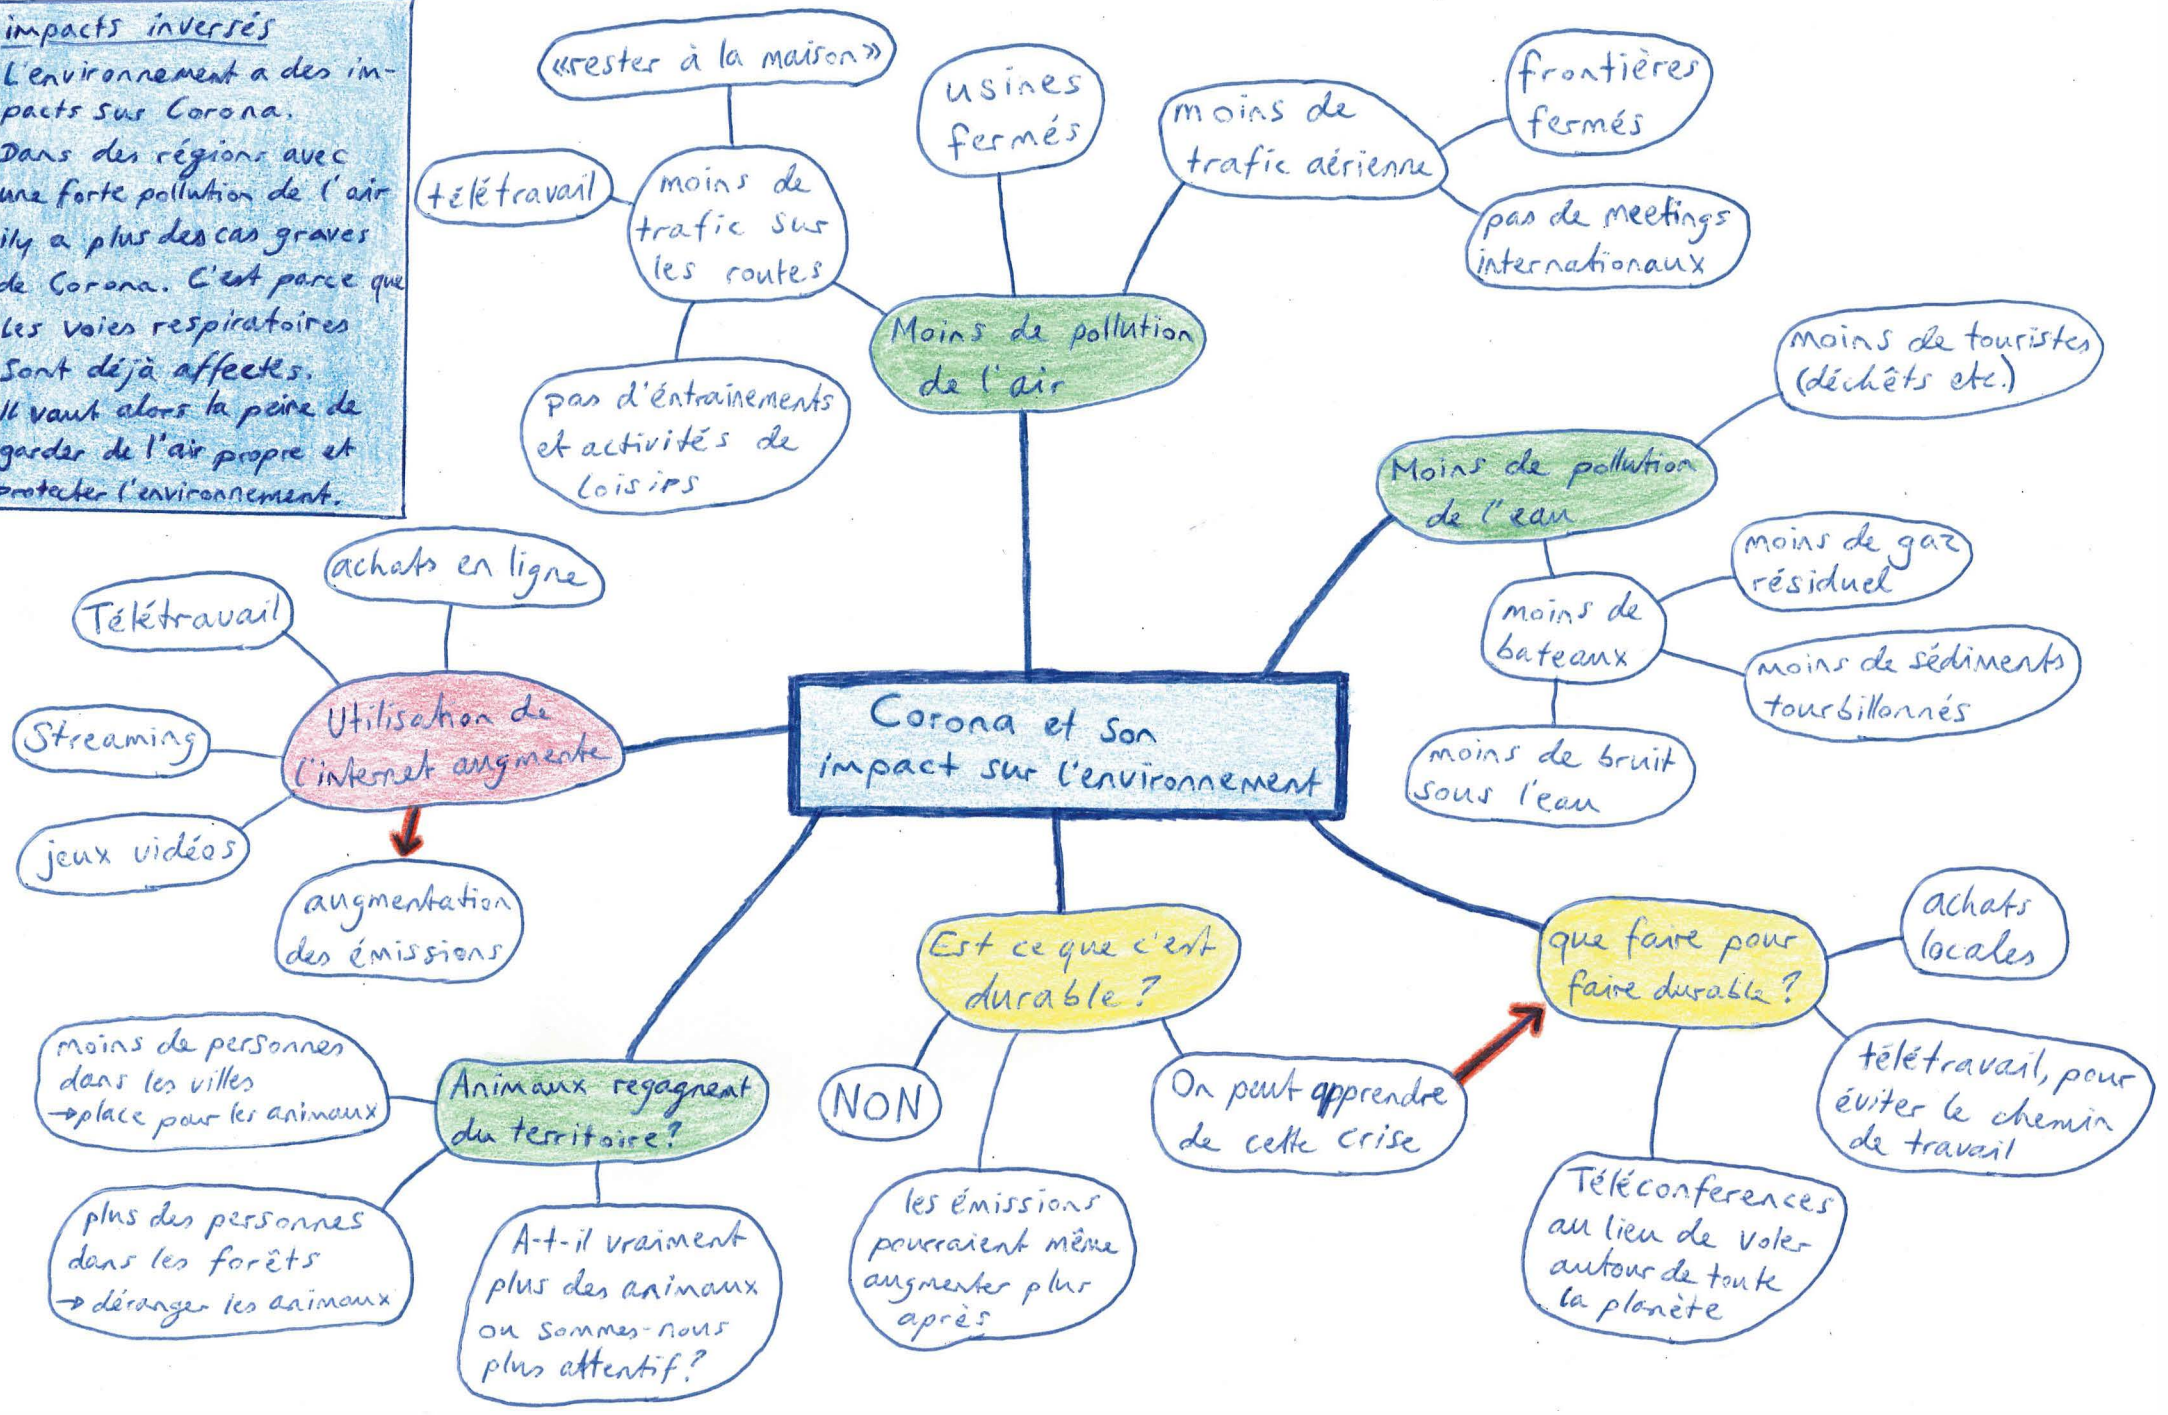 impacts inversés
L'environnement a des im-
pacts sur Corona.
Dans des régions avec
une forte pollution de l'air
ily a plus des cas graves
de Corona. C'est parce que
les voies respiratoires
sont déjà affectés.
Il vaut alors la peine de
garder de l'air propre et
protecter l'environnement.
«rester à la maison»
télétravail
moins de
trafic sur
les routes
pas d'éntraînements
et activités de
loisirs
usines
fermés
moins de
trafic aérienne
frontières
fermés
pas de meetings
internationaux
Moins de pollution
de l'air
moins de touristes
(déchêts etc.)
Moins de pollution
de l'eau
moins de gaz
résiduel
moins de
bateaux
moins de sédiments
tourbillonnés
moins de bruit
sous l'eau
achats en ligne
Télétravail
Streaming
jeux vidéos
Utilisation de
l'internet augmente
augmentation
des émissions
Corona et son
impact sur l'environnement
moins de personnes
dans les villes
→place pour les animaux
Animaux regagnent
du territoire?
plus des personnes
dans les forêts
→ déranger les animaux
A-t-il vraiment
plus des animaux
ou sommes-nous
plus attentif?
Est ce que c'est
durable?
NON
les émissions
pourraient même
augmenter plus
après
On peut apprendre
de cette crise
que faire pour
faire durable?
achats
locales
télétravail, pour
éviter le chemin
de travail
Téléconferences
au lieu de voler
autour de toute
la planète